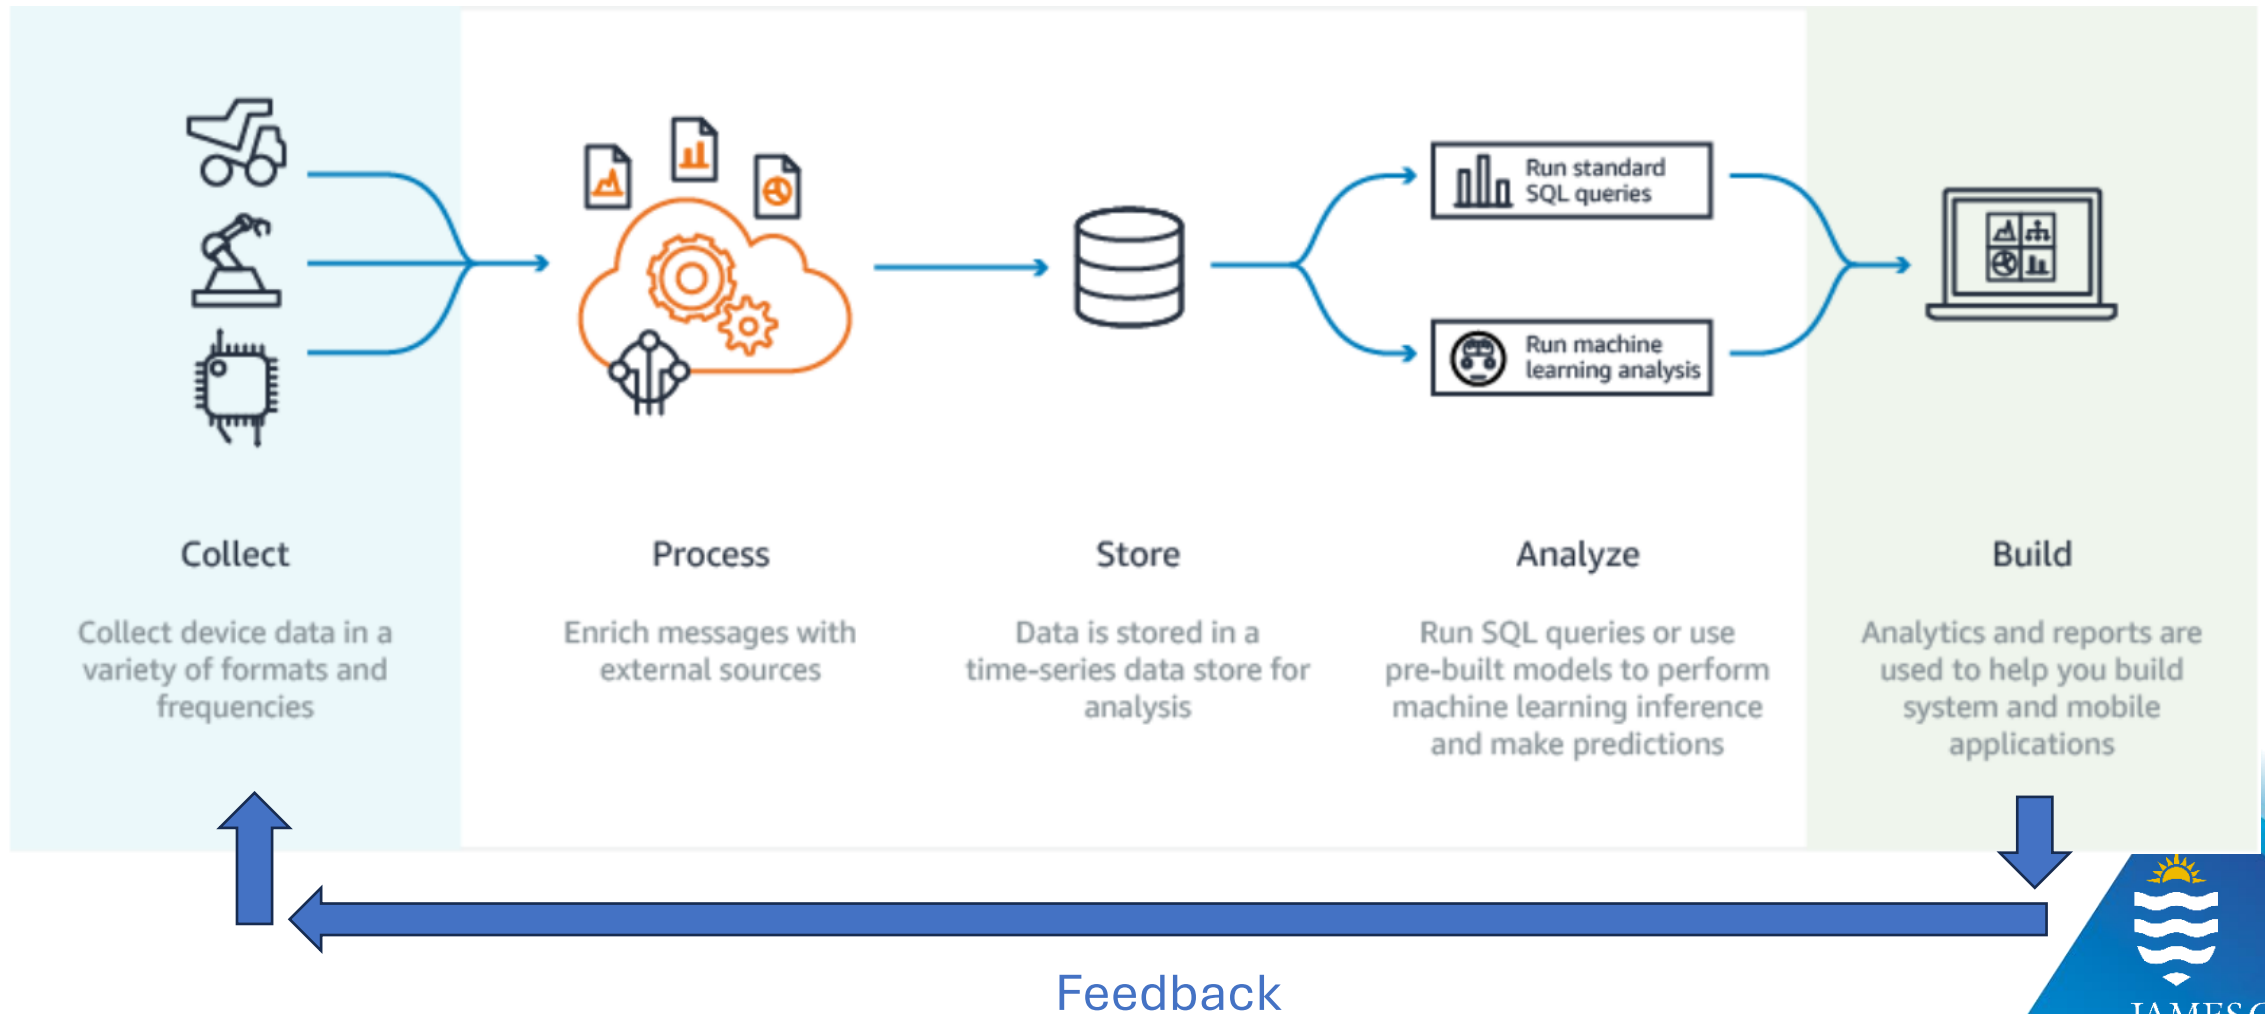 Run standard
SQL queries
Run machine
learning analysis
Collect
Collect device data in a
variety of formats and
frequencies
Process
Enrich messages with
external sources
Store
Data is stored in a
time-series data store for
analysis
Analyze
Run SQL queries or use
pre-built models to perform
machine learning inference
and make predictions
Build
Analytics and reports are
used to help you build
system and mobile
applications
Feedback
JAMES